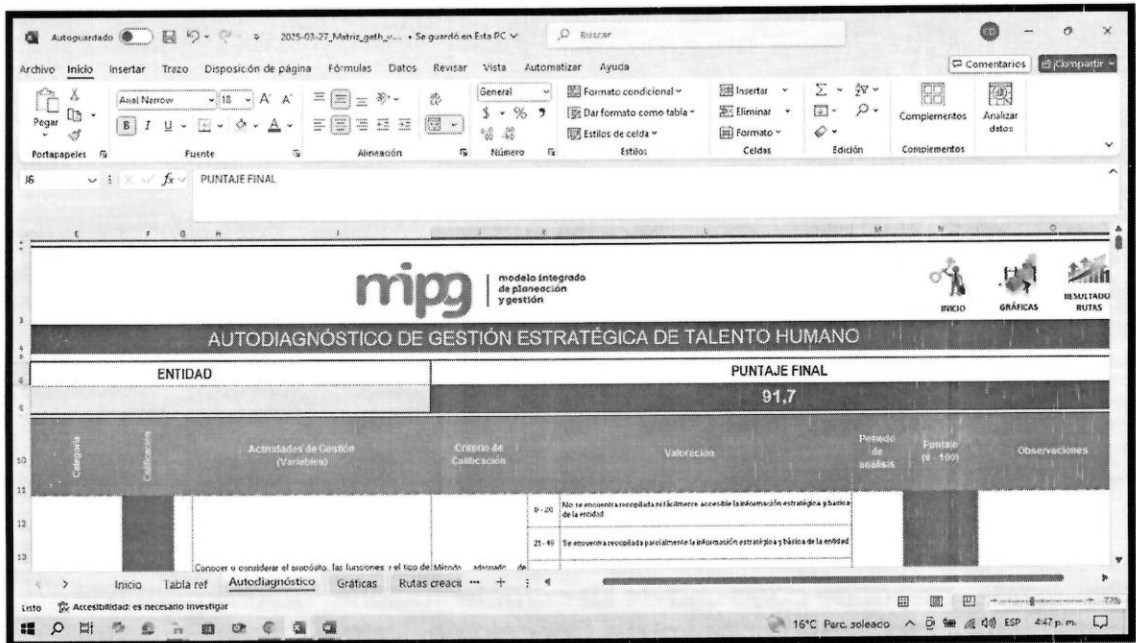 Autoguardado 2025-03-27_Matriz_geth_v.... • Se guardó en Esta PC Buscar CD
Archivo Inicio Insertar Trazo Disposición de página Fórmulas Datos Revisar Vista Automatizar Ayuda Comentarios Compartir
Pegar Arial Narrow 18 General Formato condicional Dar formato como tabla Estilos de celda Insertar Eliminar Formato Complementos Analizar datos
Portapapeles Fuente Alineación Número Estilos Celdas Edición Complementos
J6 fx PUNTAJE FINAL
E F G H I J K L M N O
mipg modelo integrado
de planeación
y gestión
INICIO GRÁFICAS RESULTADO
RUTAS
AUTODIAGNÓSTICO DE GESTIÓN ESTRATÉGICA DE TALENTO HUMANO
ENTIDAD PUNTAJE FINAL
91,7
Categoría Calificación Actividades de Gestión (Variables) Criterio de Calificación Valoración Periodo de análisis Puntaje (0 - 100) Observaciones
0 - 20 No se encuentra recopilada ni fácilmente accesible la información estratégica y básica
de la entidad
21 - 40 Se encuentra recopilada parcialmente la información estratégica y básica de la entidad
Conocer y considerar el propósito, las funciones y el tipo de Método adecuado de
Inicio Tabla ref Autodiagnóstico Gráficas Rutas creació ... +
Listo Accesibilidad: es necesario investigar 77%
16°C Parc. soleado ESP 4:47 p. m.